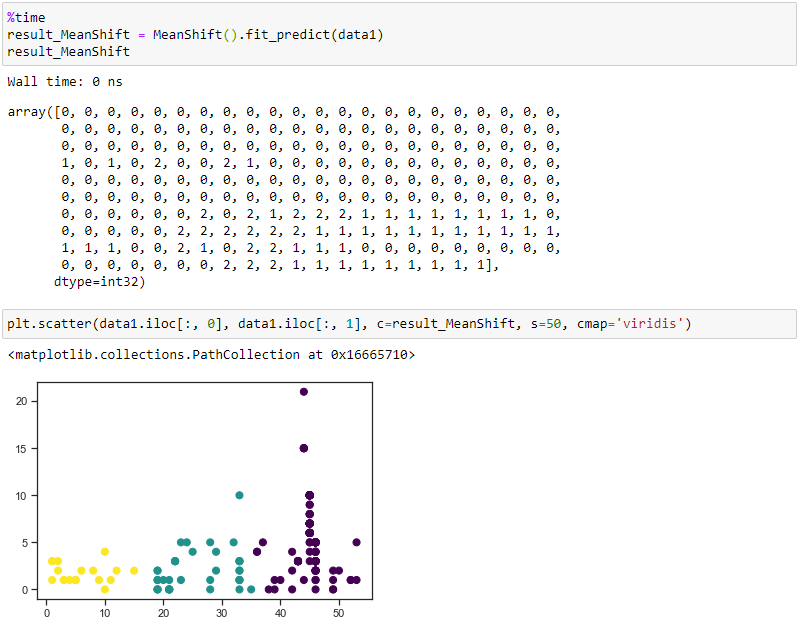 %time
result_MeanShift = MeanShift().fit_predict(data1)
result_MeanShift
Wall time: 0 ns
array([0, 0, 0, 0, 0, 0, 0, 0, 0, 0, 0, 0, 0, 0, 0, 0, 0, 0, 0, 0, 0, 0,
0, 0, 0, 0, 0, 0, 0, 0, 0, 0, 0, 0, 0, 0, 0, 0, 0, 0, 0, 0, 0, 0,
0, 0, 0, 0, 0, 0, 0, 0, 0, 0, 0, 0, 0, 0, 0, 0, 0, 0, 0, 0, 0, 0,
1, 0, 1, 0, 2, 0, 0, 2, 1, 0, 0, 0, 0, 0, 0, 0, 0, 0, 0, 0, 0, 0,
0, 0, 0, 0, 0, 0, 0, 0, 0, 0, 0, 0, 0, 0, 0, 0, 0, 0, 0, 0, 0, 0,
0, 0, 0, 0, 0, 0, 0, 0, 0, 0, 0, 0, 0, 0, 0, 0, 0, 0, 0, 0, 0, 0,
0, 0, 0, 0, 0, 0, 2, 0, 2, 1, 2, 2, 2, 1, 1, 1, 1, 1, 1, 1, 1, 0,
0, 0, 0, 0, 0, 2, 2, 2, 2, 2, 2, 1, 1, 1, 1, 1, 1, 1, 1, 1, 1, 1,
1, 1, 1, 0, 0, 2, 1, 0, 2, 2, 1, 1, 1, 0, 0, 0, 0, 0, 0, 0, 0, 0,
0, 0, 0, 0, 0, 0, 0, 2, 2, 2, 1, 1, 1, 1, 1, 1, 1, 1, 1],
dtype=int32)
plt.scatter(data1.iloc[:, 0], data1.iloc[:, 1], c=result_MeanShift, s=50, cmap='viridis')
<matplotlib.collections.PathCollection at 0x16665710>
20
15
10
5
0
0 10 20 30 40 50